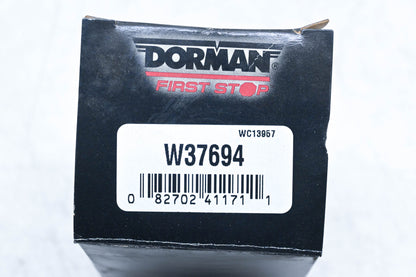 DORMAN®
FIRST STOP
WC13957
W37694
0 82702 41171 1